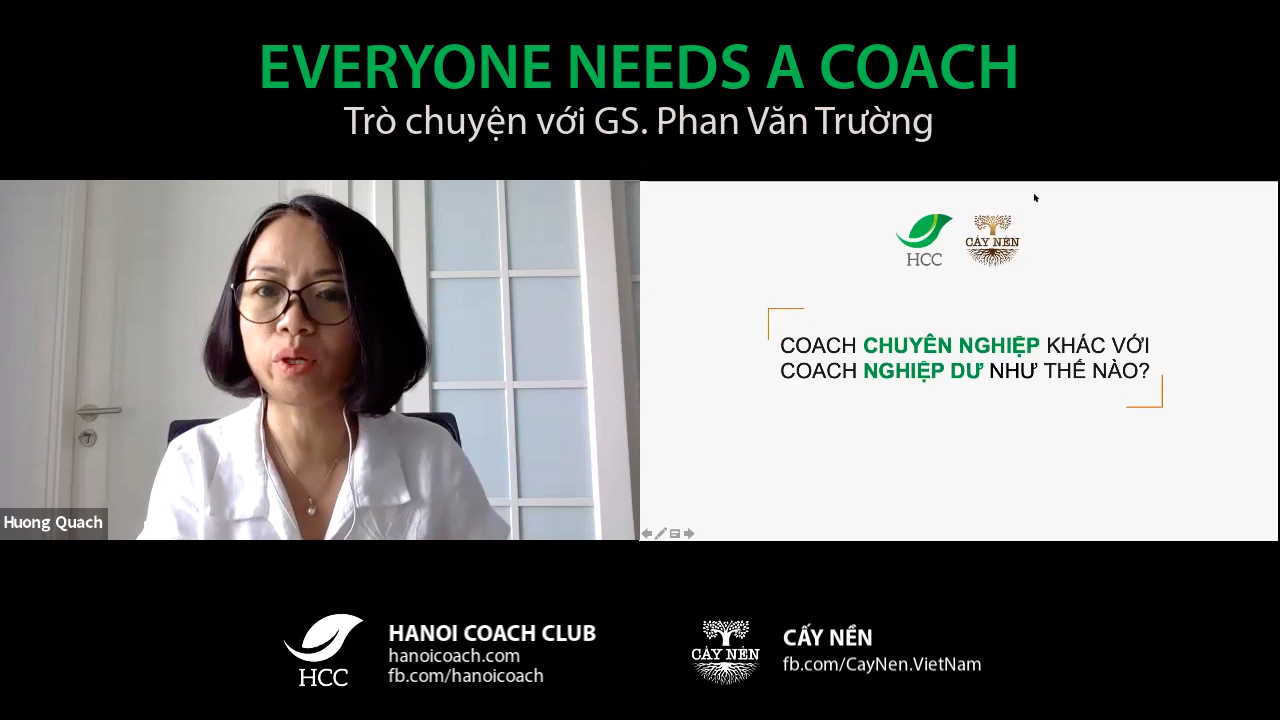 EVERYONE NEEDS A COACH
Trò chuyện với GS. Phan Văn Trường
Huong Quach
HCC
CẤY NỀN
COACH CHUYÊN NGHIỆP KHÁC VỚI
COACH NGHIỆP DƯ NHƯ THẾ NÀO?
HCC
HANOI COACH CLUB
hanoicoach.com
fb.com/hanoicoach
CẤY NỀN
CẤY NỀN
fb.com/CayNen.VietNam